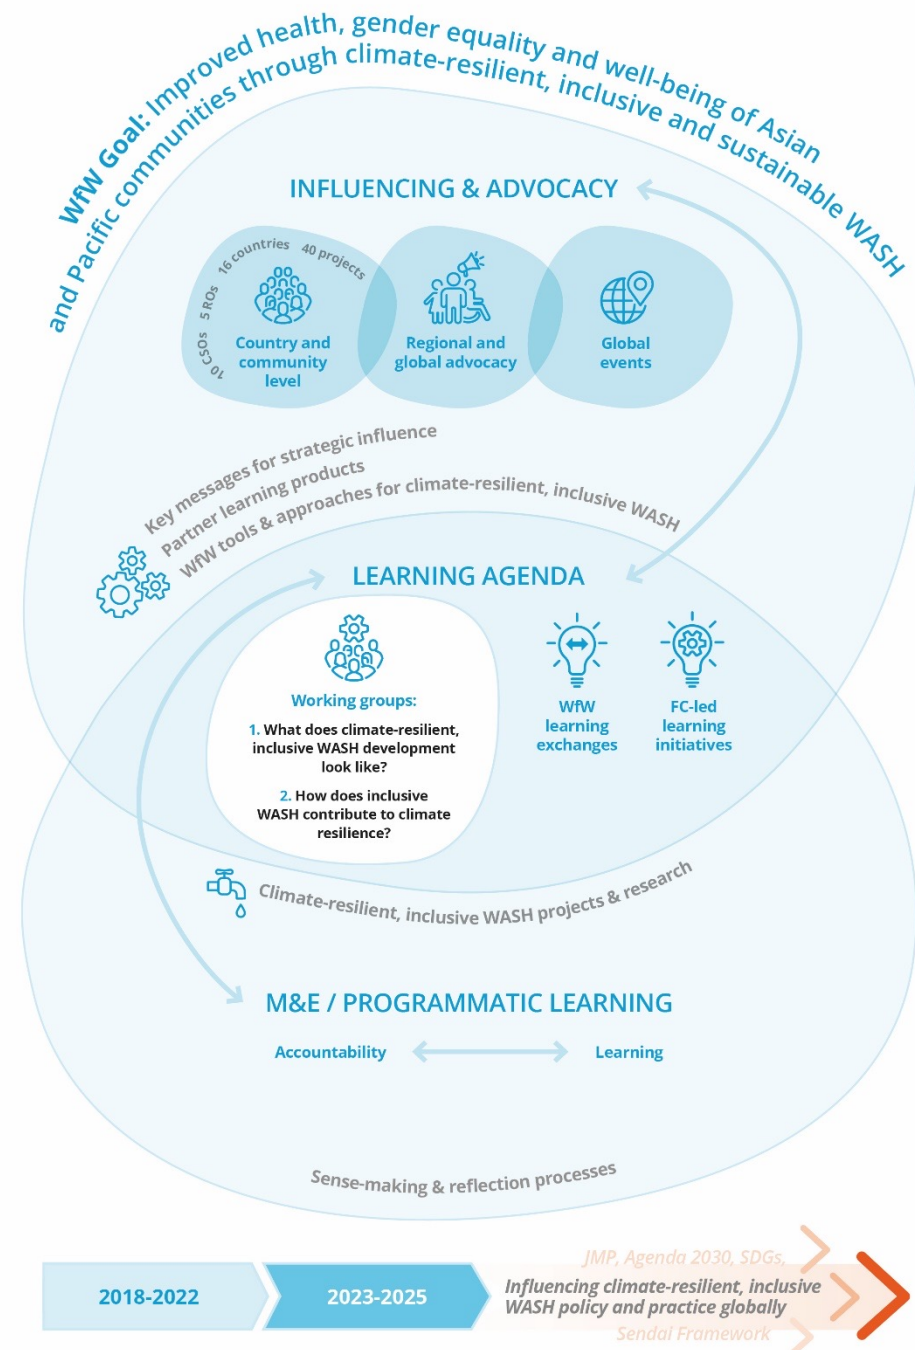 WfW Goal: Improved health, gender equality and well-being of Asian
and Pacific communities through climate-resilient, inclusive and sustainable WASH
INFLUENCING & ADVOCACY
10 CSOs 5 ROs 16 countries 40 projects
Country and
community
level
Regional and
global advocacy
Global
events
Key messages for strategic influence
Partner learning products
WfW tools & approaches for climate-resilient, inclusive WASH
LEARNING AGENDA
Working groups:
1. What does climate-resilient,
inclusive WASH development
look like?
2. How does inclusive
WASH contribute to climate
resilience?
WfW
learning
exchanges
FC-led
learning
initiatives
Climate-resilient, inclusive WASH projects & research
M&E / PROGRAMMATIC LEARNING
Accountability
Learning
Sense-making & reflection processes
2018-2022
2023-2025
JMP, Agenda 2030, SDGs,
Influencing climate-resilient, inclusive
WASH policy and practice globally
Sendai Framework